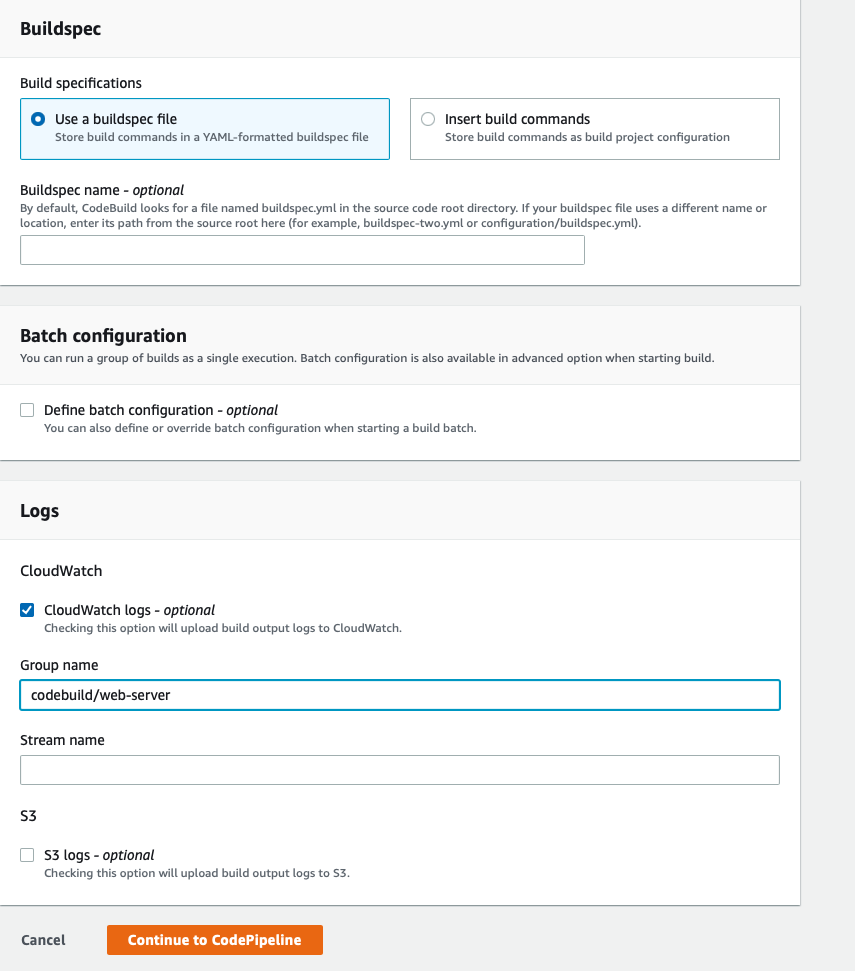 Buildspec
Build specifications
Use a buildspec file
Store build commands in a YAML-formatted buildspec file
Insert build commands
Store build commands as build project configuration
Buildspec name - optional
By default, CodeBuild looks for a file named buildspec.yml in the source code root directory. If your buildspec file uses a different name or
location, enter its path from the source root here (for example, buildspec-two.yml or configuration/buildspec.yml).
Batch configuration
You can run a group of builds as a single execution. Batch configuration is also available in advanced option when starting build.
Define batch configuration - optional
You can also define or override batch configuration when starting a build batch.
Logs
CloudWatch
CloudWatch logs - optional
Checking this option will upload build output logs to CloudWatch.
Group name
codebuild/web-server
Stream name
S3
S3 logs - optional
Checking this option will upload build output logs to S3.
Cancel
Continue to CodePipeline